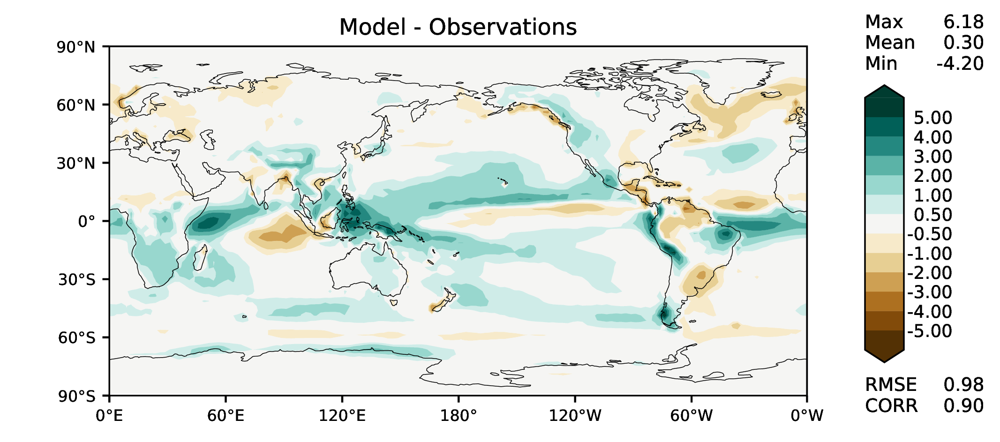 Model - Observations
Max 6.18
Mean 0.30
Min -4.20
90°N
60°N
30°N
0°
30°S
60°S
90°S
0°E 60°E 120°E 180° 120°W 60°W 0°W
5.00
4.00
3.00
2.00
1.00
0.50
-0.50
-1.00
-2.00
-3.00
-4.00
-5.00
RMSE 0.98
CORR 0.90